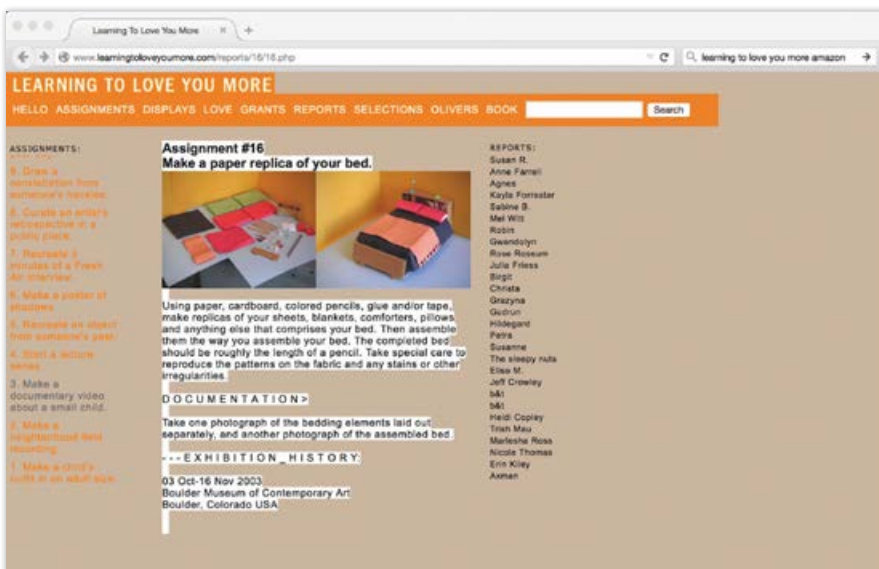 Learning To Love You More
www.learningtoloveyoumore.com/reports/16/16.php
learning to love you more amazon
LEARNING TO LOVE YOU MORE
HELLO ASSIGNMENTS DISPLAYS LOVE GRANTS REPORTS SELECTIONS OLIVERS BOOK
Search
ASSIGNMENTS:
9. Draw a
constellation from
someone's freckles.
8. Curate an artist's
retrospective in a
public place.
7. Recreate 3
minutes of a Fresh
Air interview.
6. Make a poster of
shadows.
5. Recreate an object
from someone's past.
4. Start a lecture
series.
3. Make a
documentary video
about a small child.
2. Make a
neighborhood field
recording.
1. Make a child's
outfit in an adult size.
Assignment #16
Make a paper replica of your bed.
Using paper, cardboard, colored pencils, glue and/or tape,
make replicas of your sheets, blankets, comforters, pillows
and anything else that comprises your bed. Then assemble
them the way you assemble your bed. The completed bed
should be roughly the length of a pencil. Take special care to
reproduce the patterns on the fabric and any stains or other
irregularities.
D O C U M E N T A T I O N >
Take one photograph of the bedding elements laid out
separately, and another photograph of the assembled bed.
- - - E X H I B I T I O N _ H I S T O R Y:
03 Oct-16 Nov 2003
Boulder Museum of Contemporary Art
Boulder, Colorado USA
REPORTS:
Susan R.
Anne Farrell
Agnes
Kayla Forrester
Sabine B.
Mel Witt
Robin
Gwendolyn
Rose Roseum
Julia Friess
Birgit
Christa
Grazyna
Gudrun
Hildegard
Petra
Susanne
The sleepy nuts
Elisa M.
Jeff Crowley
b&t
b&t
Heidi Copley
Trish Mau
Marlesha Ross
Nicole Thomas
Erin Kiley
Axman